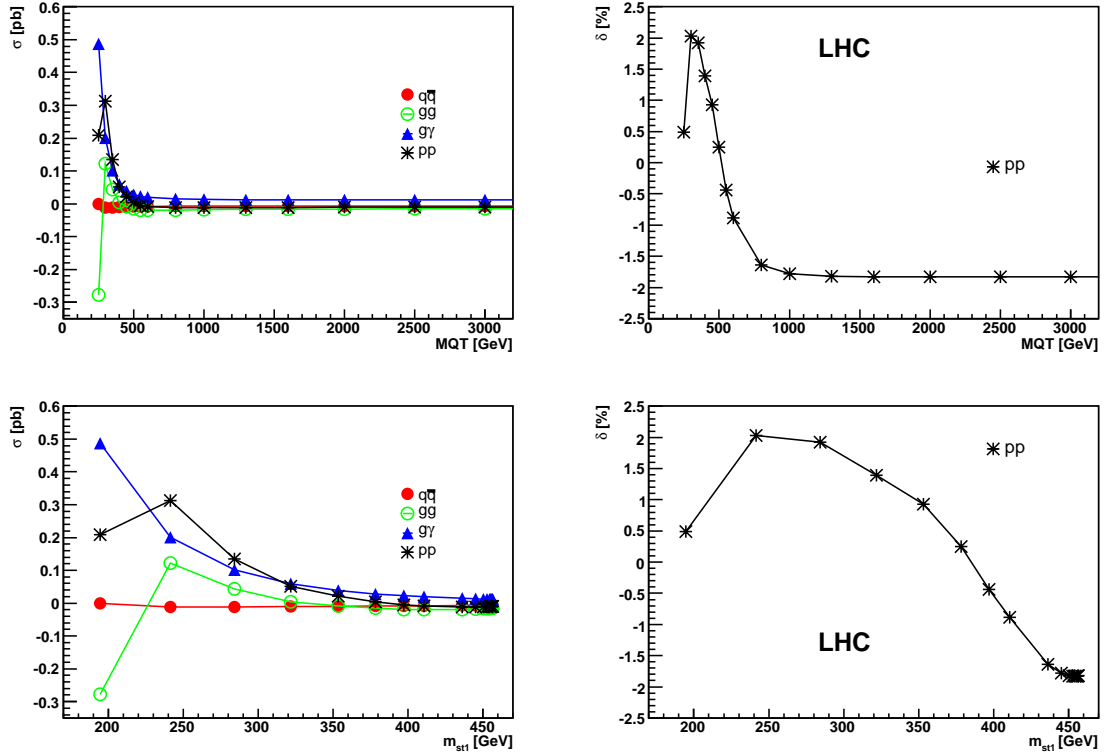 σ [pb]
0.6
0.5
0.4
0.3
0.2
0.1
0
-0.1
-0.2
-0.3
0 500 1000 1500 2000 2500 3000
MQT [GeV]
qq̅
gg
gγ
pp
δ [%]
2.5
2
1.5
1
0.5
0
-0.5
-1
-1.5
-2
-2.5
0 500 1000 1500 2000 2500 3000
MQT [GeV]
LHC
pp
σ [pb]
0.6
0.5
0.4
0.3
0.2
0.1
0
-0.1
-0.2
-0.3
200 250 300 350 400 450
m_st1 [GeV]
qq̅
gg
gγ
pp
δ [%]
2.5
2
1.5
1
0.5
0
-0.5
-1
-1.5
-2
-2.5
200 250 300 350 400 450
m_st1 [GeV]
pp
LHC